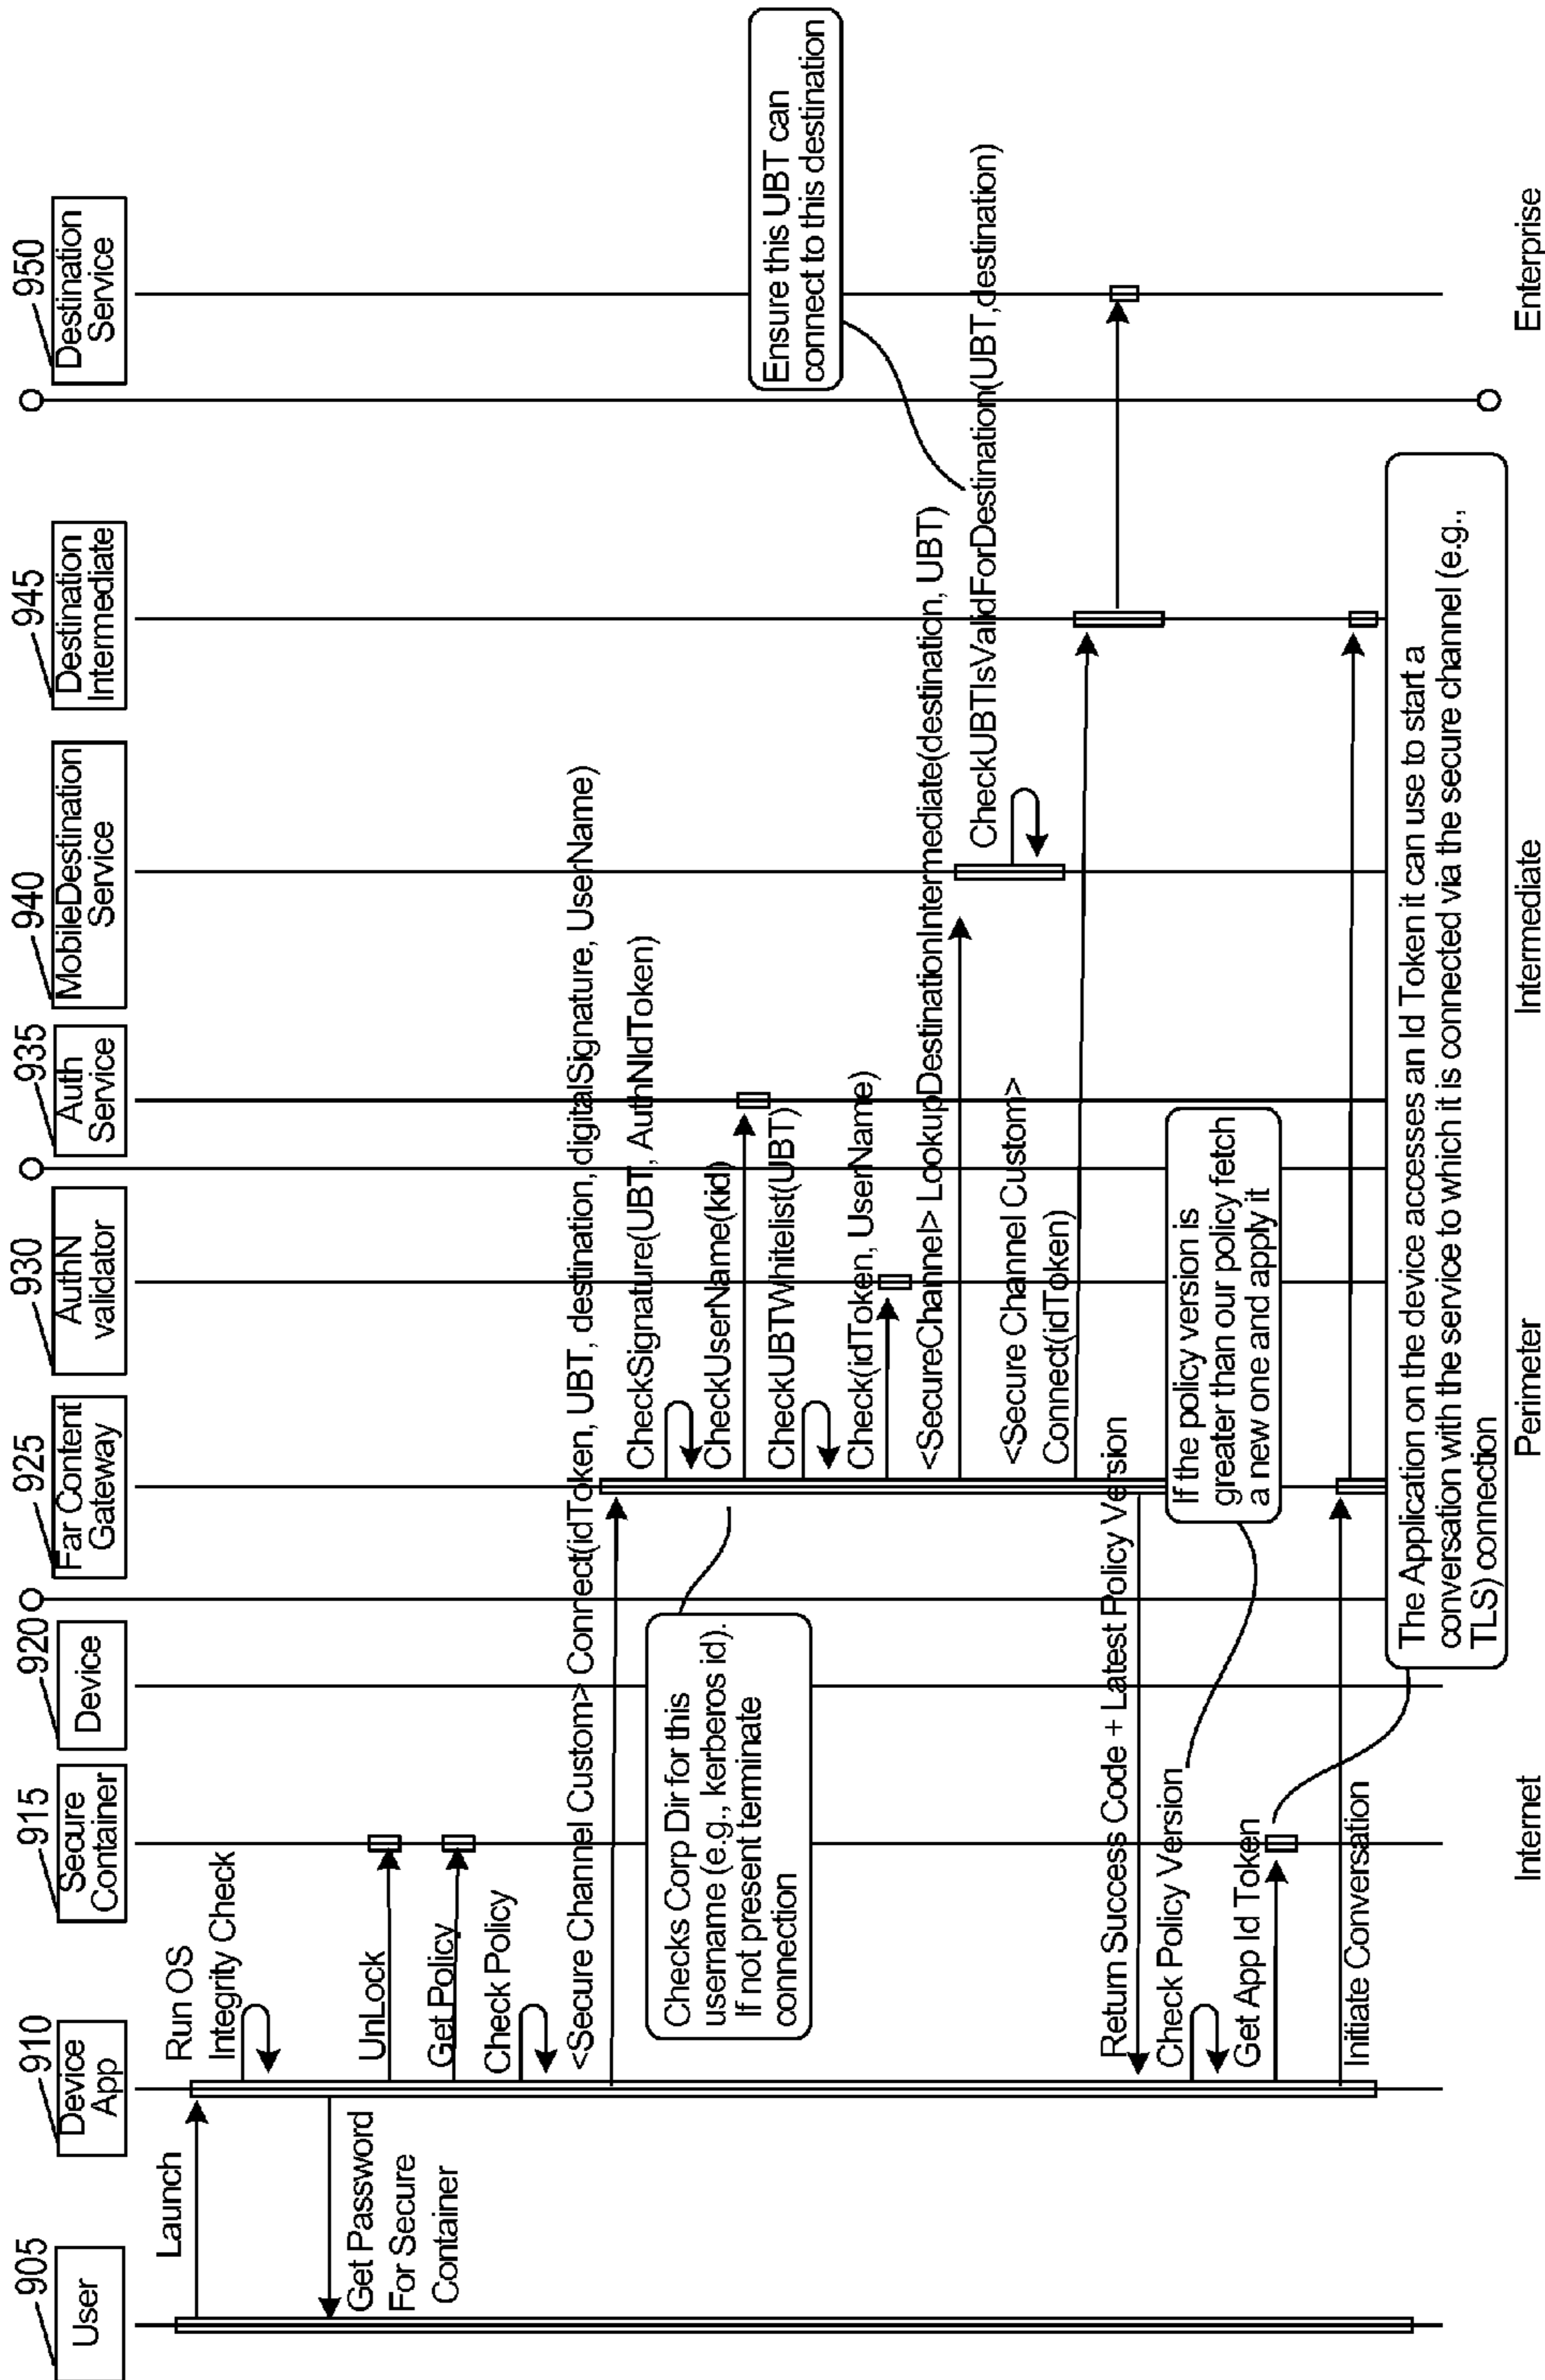 905
User
910
Device
App
915
Secure
Container
920
Device
925
Far Content
Gateway
930
AuthN
validator
935
Auth
Service
940
MobileDestination
Service
945
Destination
Intermediate
950
Destination
Service
Launch
Run OS
Integrity Check
Get Password
For Secure
Container
UnLock
Get Policy
Check Policy
<Secure Channel Custom> Connect(idToken, UBT, destination, digitalSignature, UserName)
CheckSignature(UBT, AuthNIdToken)
CheckUserName(kid)
Checks Corp Dir for this
username (e.g., kerberos id).
If not present terminate
connection
CheckUBTWhitelist(UBT)
Check(idToken, UserName)
<SecureChannel> LookupDestinationIntermediate(destination, UBT)
CheckUBTIsValidForDestination(UBT,destination)
Ensure this UBT can
connect to this destination
<Secure Channel Custom>
Connect(idToken)
Return Success Code + Latest Policy Version
Check Policy Version
If the policy version is
greater than our policy fetch
a new one and apply it
Get App Id Token
Initiate Conversation
The Application on the device accesses an Id Token it can use to start a
conversation with the service to which it is connected via the secure channel (e.g.,
TLS) connection
Internet
Perimeter
Intermediate
Enterprise